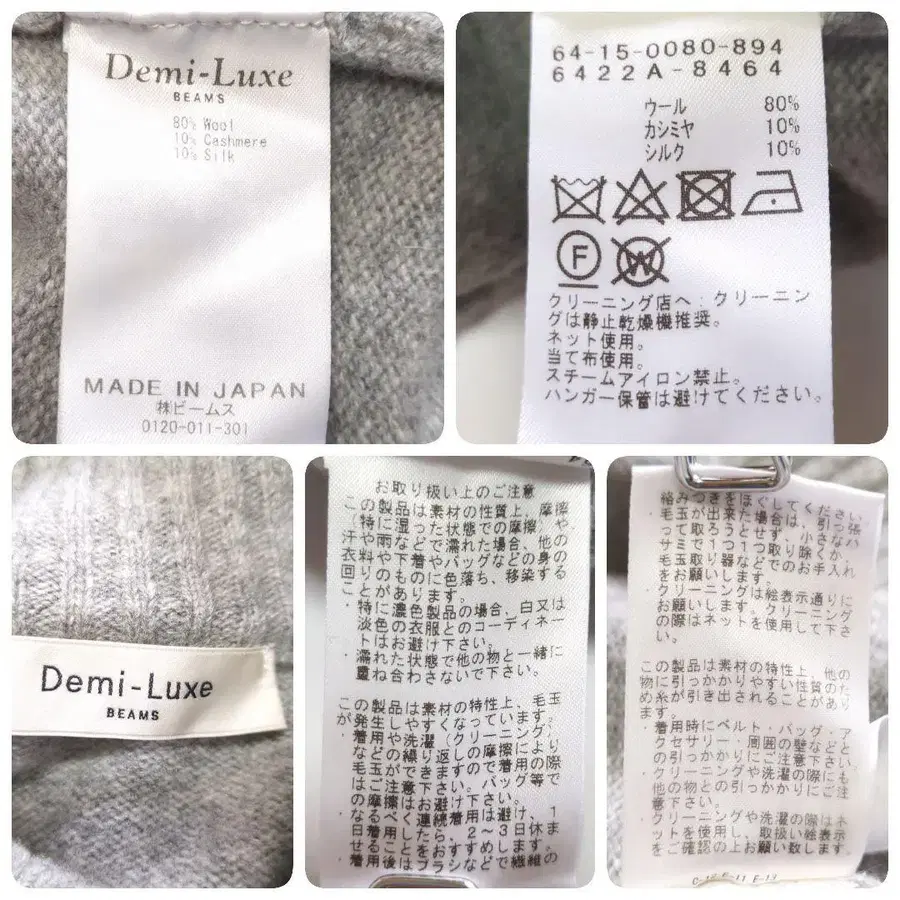 Demi-Luxe
BEAMS
80% Wool
10% Cashmere
10% Silk
MADE IN JAPAN
㈱ビームス
0120-011-301
64-15-0080-894
6422A-8464
ウール 80%
カシミヤ 10%
シルク 10%
F
W
クリーニング店へ:クリーニン
グは静止乾燥機推奨。
ネット使用。
当て布使用。
スチームアイロン禁止。
ハンガー保管は避けてください。
Demi-Luxe
BEAMS
お取り扱い上のご注意
この製品は素材の性質上、摩擦
(特に湿った状態での摩擦)や
汗や雨などで濡れた場合、他の
衣料や下着やバッグなどの身の
回りのものに色落ち、移染する
ことがあります。
・特に濃色製品の場合、白又は
淡色の衣服とのコーディネー
トはお避け下さい。
・濡れた状態で他の物と一緒に
重ね合わさないで下さい。
この製品は素材の特性上、毛玉
が発生しやすくなっています。
・着用や洗濯(クリーニング)
などの繰り返しの摩擦により
毛玉ができますので着用の際
はご注意下さい。バッグ等で
の摩擦はお避け下さい。
・なるべく連続着用は避け、1
日着用したら、2～3日休ま
せることをおすすめします。
・着用後はブラシなどで繊維の
絡みつきをほぐしてください。
・毛玉が出来た場合は、引っ張
って取ろうとせず、小さなハ
サミで1つ1つ取り除くか、
毛玉取り器などでのお手入れ
をお願いします。
・クリーニングは絵表示通りに
お願いします。クリーニング
の際はネットを使用して下さ
い。
この製品は素材の特性上、他の
物に引っかかりやすい性質のた
め糸が引き出されることがあり
ます。
・着用時にベルト・バッグ・ア
クセサリー・周囲の壁などと
の引っかかりにご注意下さい
・クリーニングや洗濯の際にも
他の物との引っかかりにご注
意下さい。
・クリーニングや洗濯の際はネ
ットを使用し、取扱い絵表示
をご確認の上お願い致します。